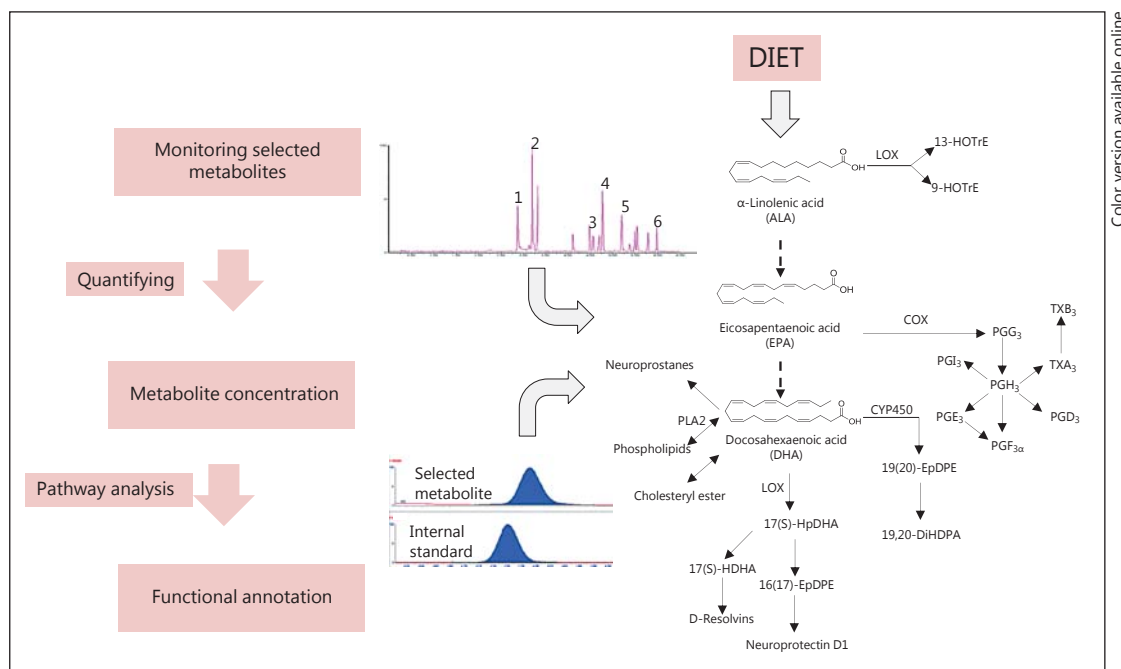 Color version available online
DIET
Monitoring selected
metabolites
Quantifying
Metabolite concentration
Pathway analysis
Functional annotation
1
2
3
4
5
6
Selected
metabolite
Internal
standard
O
OH
LOX
13-HOTrE
9-HOTrE
α-Linolenic acid
(ALA)
O
OH
Eicosapentaenoic acid
(EPA)
COX
PGG3
TXB3
PGI3
TXA3
PGH3
PGE3
PGD3
PGF3α
Neuroprostanes
PLA2
Phospholipids
Cholesteryl ester
O
OH
Docosahexaenoic acid
(DHA)
CYP450
19(20)-EpDPE
19,20-DiHDPA
LOX
17(S)-HpDHA
17(S)-HDHA
16(17)-EpDPE
D-Resolvins
Neuroprotectin D1